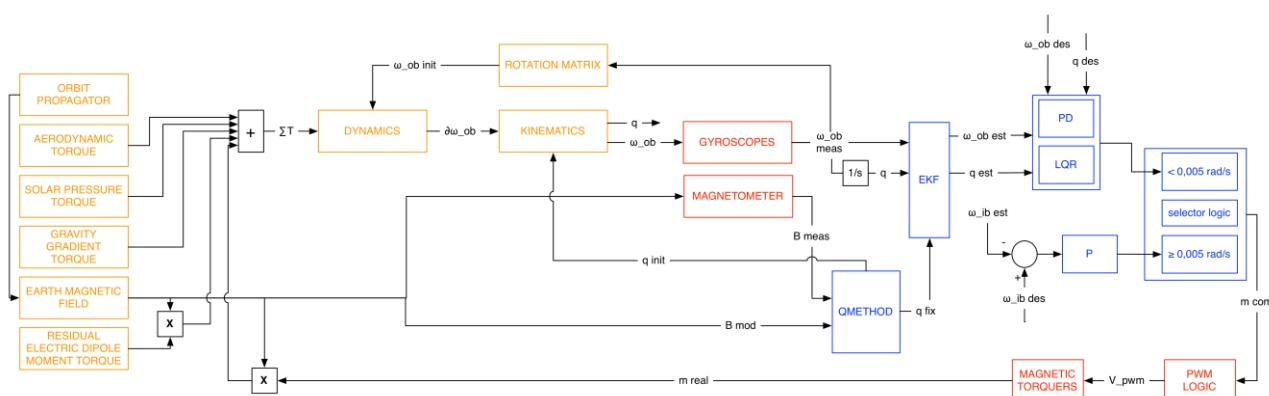 ω_ob des
q des
ω_ob init
ROTATION MATRIX
ORBIT
PROPAGATOR
AERODYNAMIC
TORQUE
SOLAR PRESSURE
TORQUE
GRAVITY
GRADIENT
TORQUE
EARTH MAGNETIC
FIELD
RESIDUAL
ELECTRIC DIPOLE
MOMENT TORQUE
X
X
+
ΣT
DYNAMICS
∂ω_ob
KINEMATICS
q
ω_ob
GYROSCOPES
MAGNETOMETER
ω_ob
meas
1/s
q
EKF
ω_ob est
q est
PD
LQR
< 0,005 rad/s
selector logic
≥ 0,005 rad/s
ω_ib est
-
+
ω_ib des
P
B meas
q init
QMETHOD
q fix
B mod
m com
m real
MAGNETIC
TORQUERS
V_pwm
PWM
LOGIC